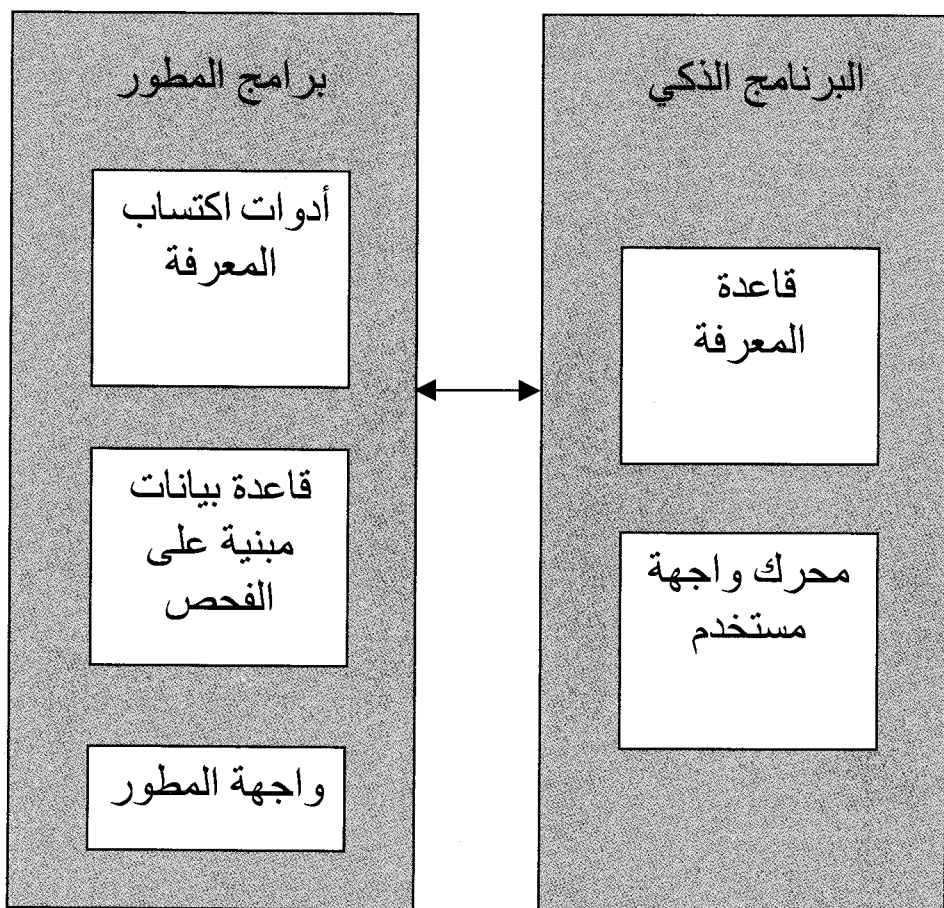 البرنامج الذكي
قاعدة
المعرفة
محرك واجهة
مستخدم
برامج المطور
أدوات اكتساب
المعرفة
قاعدة بيانات
مبنية على
الفحص
واجهة المطور